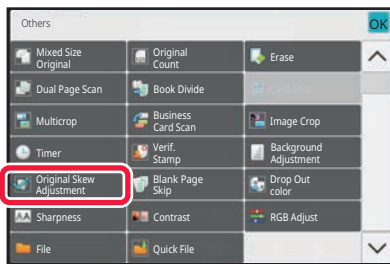 Others
OK
Mixed Size
Original
Original
Count
Erase
Dual Page Scan
Book Divide
Card Shot
Multicrop
Business
Card Scan
Image Crop
Timer
Verif.
Stamp
Background
Adjustment
Original Skew
Adjustment
Blank Page
Skip
Drop Out
color
Sharpness
Contrast
RGB Adjust
File
Quick File